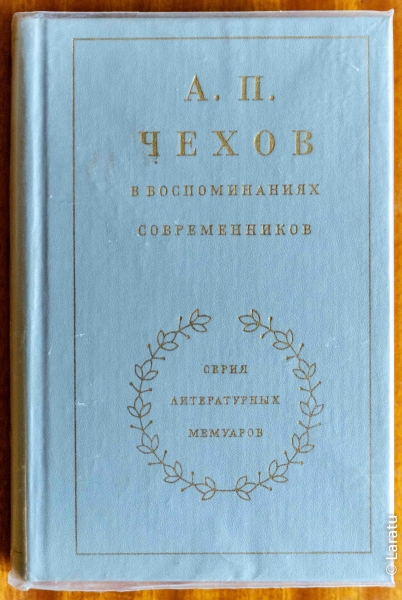 А. П.
ЧЕХОВ
В ВОСПОМИНАНИЯХ
СОВРЕМЕННИКОВ
СЕРИЯ
ЛИТЕРАТУРНЫХ
МЕМУАРОВ
© Laratu